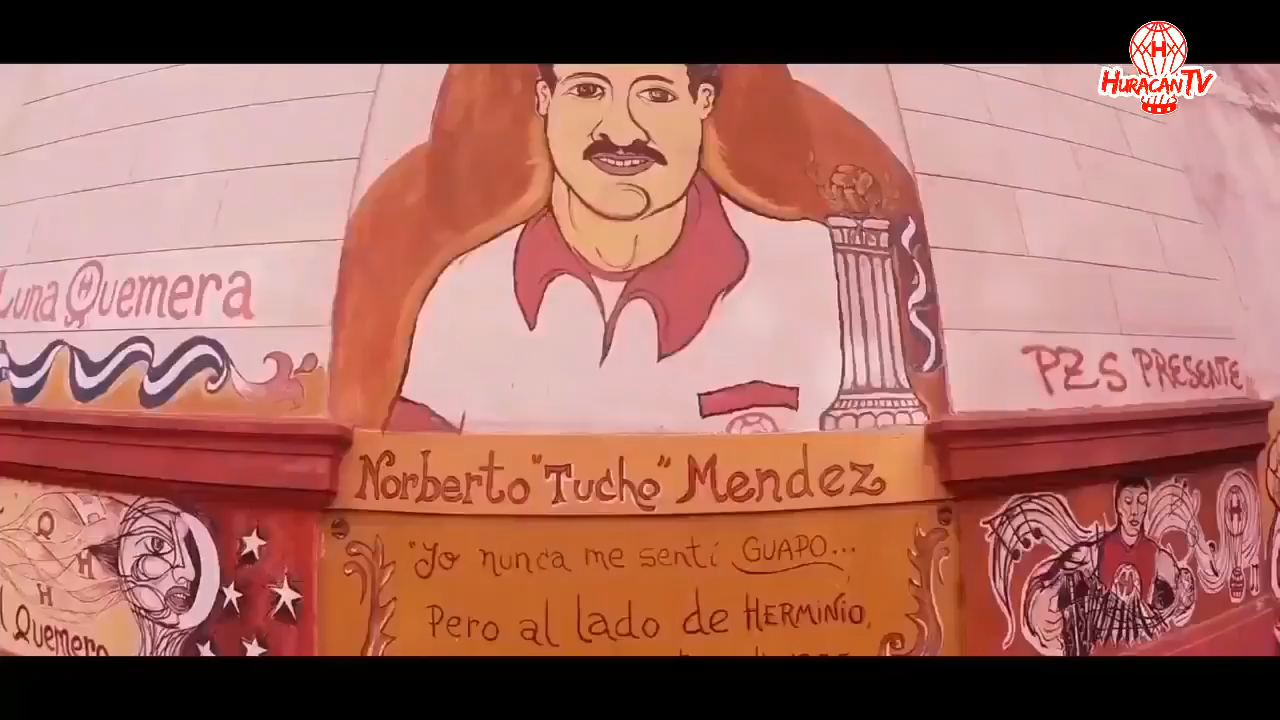 HURACANTV
Luna Quemera
PZS PRESENTE
Norberto "Tucho" Mendez
"Yo nunca me sentí GUAPO...
Pero al lado de HERMINIO,
Q
H
H
Quemero